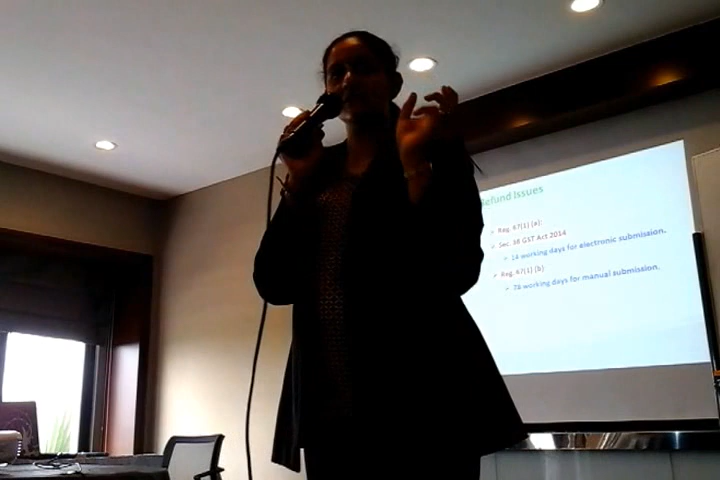 Refund Issues
Reg. 67(1) (a):
Sec. 38 GST Act 2014
14 working days for electronic submission.
Reg. 67(1) (b)
28 working days for manual submission.